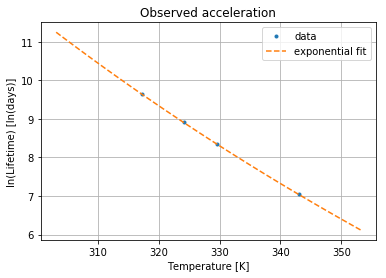 Observed acceleration
data
exponential fit
ln(Lifetime) [ln(days)]
11
10
9
8
7
6
310
320
330
340
350
Temperature [K]